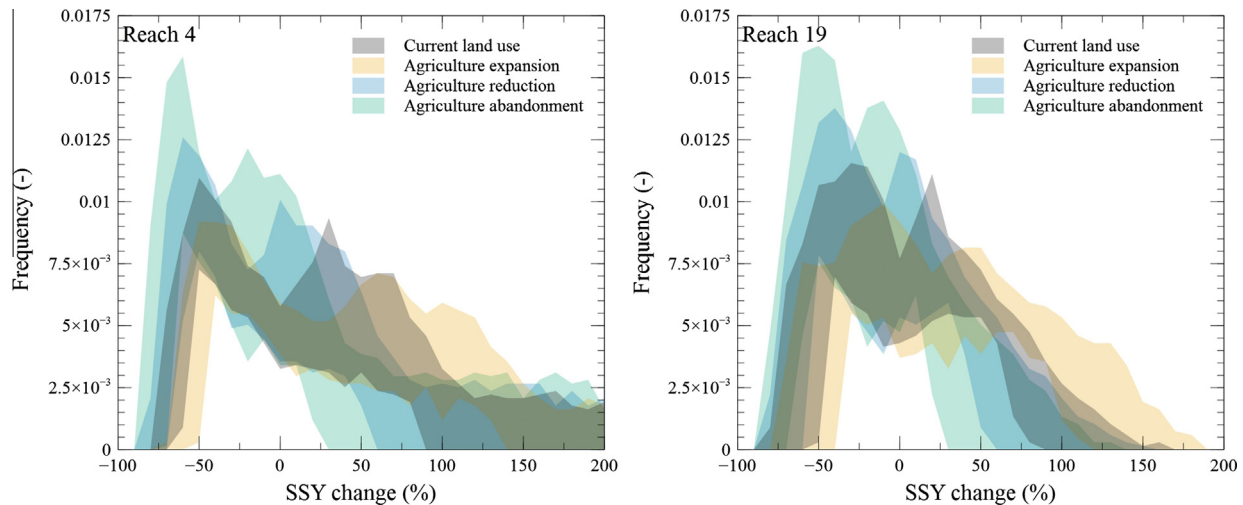 Reach 4
Current land use
Agriculture expansion
Agriculture reduction
Agriculture abandonment
0.0175
0.015
0.0125
0.01
7.5×10⁻³
5×10⁻³
2.5×10⁻³
0
Frequency (-)
−100
−50
0
50
100
150
200
SSY change (%)
Reach 19
Current land use
Agriculture expansion
Agriculture reduction
Agriculture abandonment
0.0175
0.015
0.0125
0.01
7.5×10⁻³
5×10⁻³
2.5×10⁻³
0
Frequency (-)
−100
−50
0
50
100
150
200
SSY change (%)